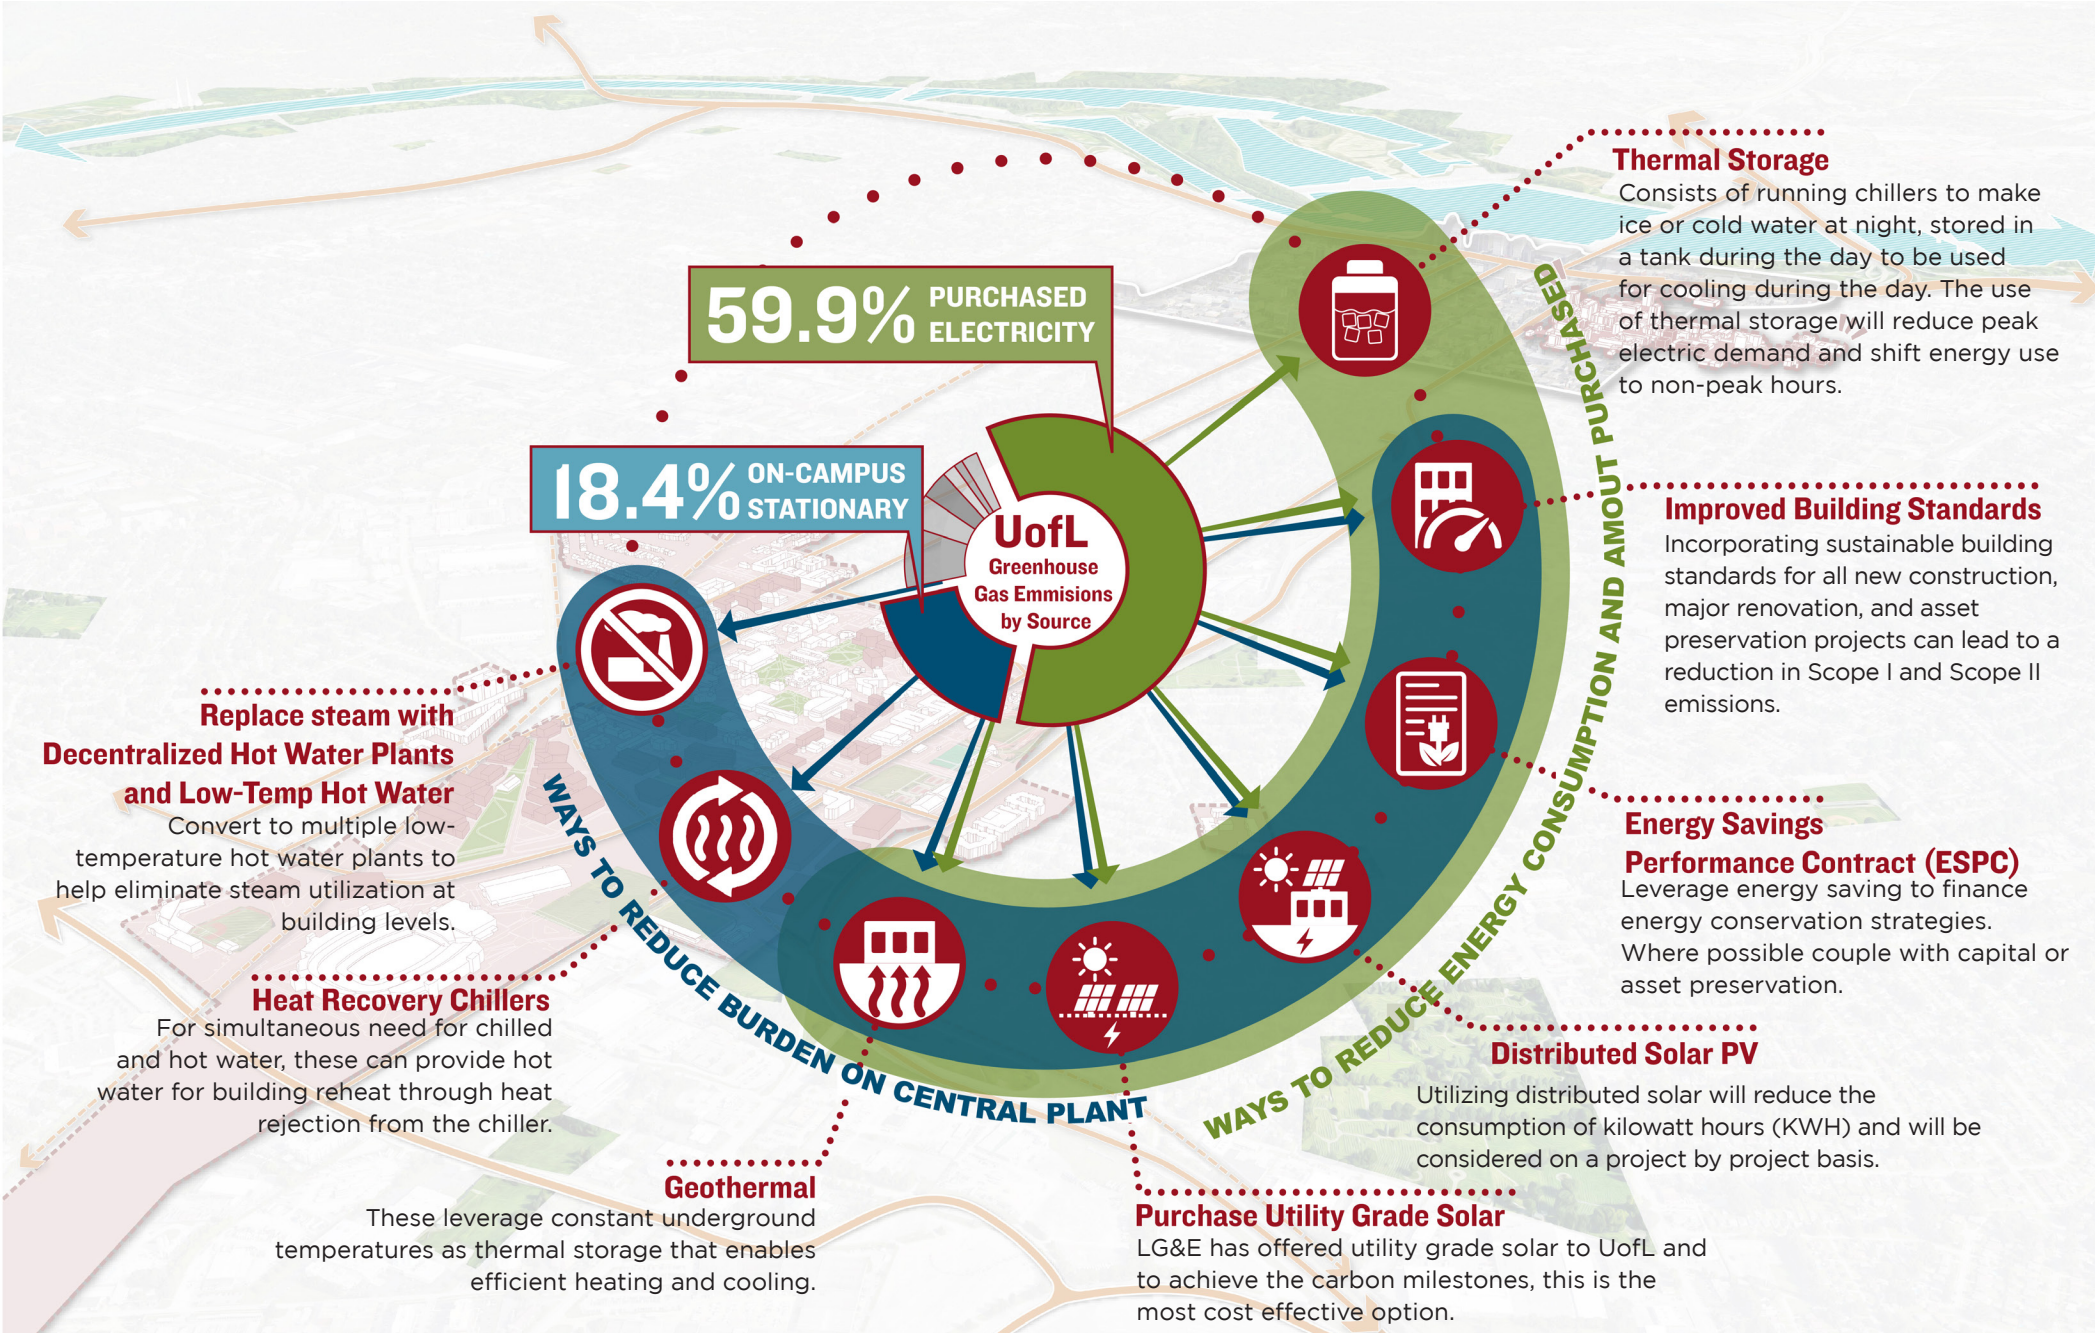 59.9% PURCHASED
ELECTRICITY
18.4% ON-CAMPUS
STATIONARY
UofL
Greenhouse
Gas Emmisions
by Source
Thermal Storage
Consists of running chillers to make
ice or cold water at night, stored in
a tank during the day to be used
for cooling during the day. The use
of thermal storage will reduce peak
electric demand and shift energy use
to non-peak hours.
Improved Building Standards
Incorporating sustainable building
standards for all new construction,
major renovation, and asset
preservation projects can lead to a
reduction in Scope I and Scope II
emissions.
Energy Savings
Performance Contract (ESPC)
Leverage energy saving to finance
energy conservation strategies.
Where possible couple with capital or
asset preservation.
Distributed Solar PV
Utilizing distributed solar will reduce the
consumption of kilowatt hours (KWH) and will be
considered on a project by project basis.
Purchase Utility Grade Solar
LG&E has offered utility grade solar to UofL and
to achieve the carbon milestones, this is the
most cost effective option.
Geothermal
These leverage constant underground
temperatures as thermal storage that enables
efficient heating and cooling.
Heat Recovery Chillers
For simultaneous need for chilled
and hot water, these can provide hot
water for building reheat through heat
rejection from the chiller.
Replace steam with
Decentralized Hot Water Plants
and Low-Temp Hot Water
Convert to multiple low-
temperature hot water plants to
help eliminate steam utilization at
building levels.
WAYS TO REDUCE BURDEN ON CENTRAL PLANT
WAYS TO REDUCE ENERGY CONSUMPTION AND AMOUT PURCHASED